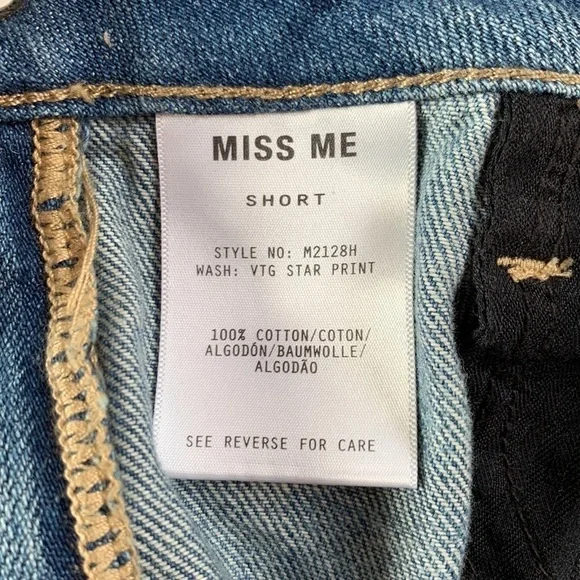 MISS ME
SHORT
STYLE NO: M2128H
WASH: VTG STAR PRINT
100% COTTON/COTON/
ALGODÓN/BAUMWOLLE/
ALGODÃO
SEE REVERSE FOR CARE